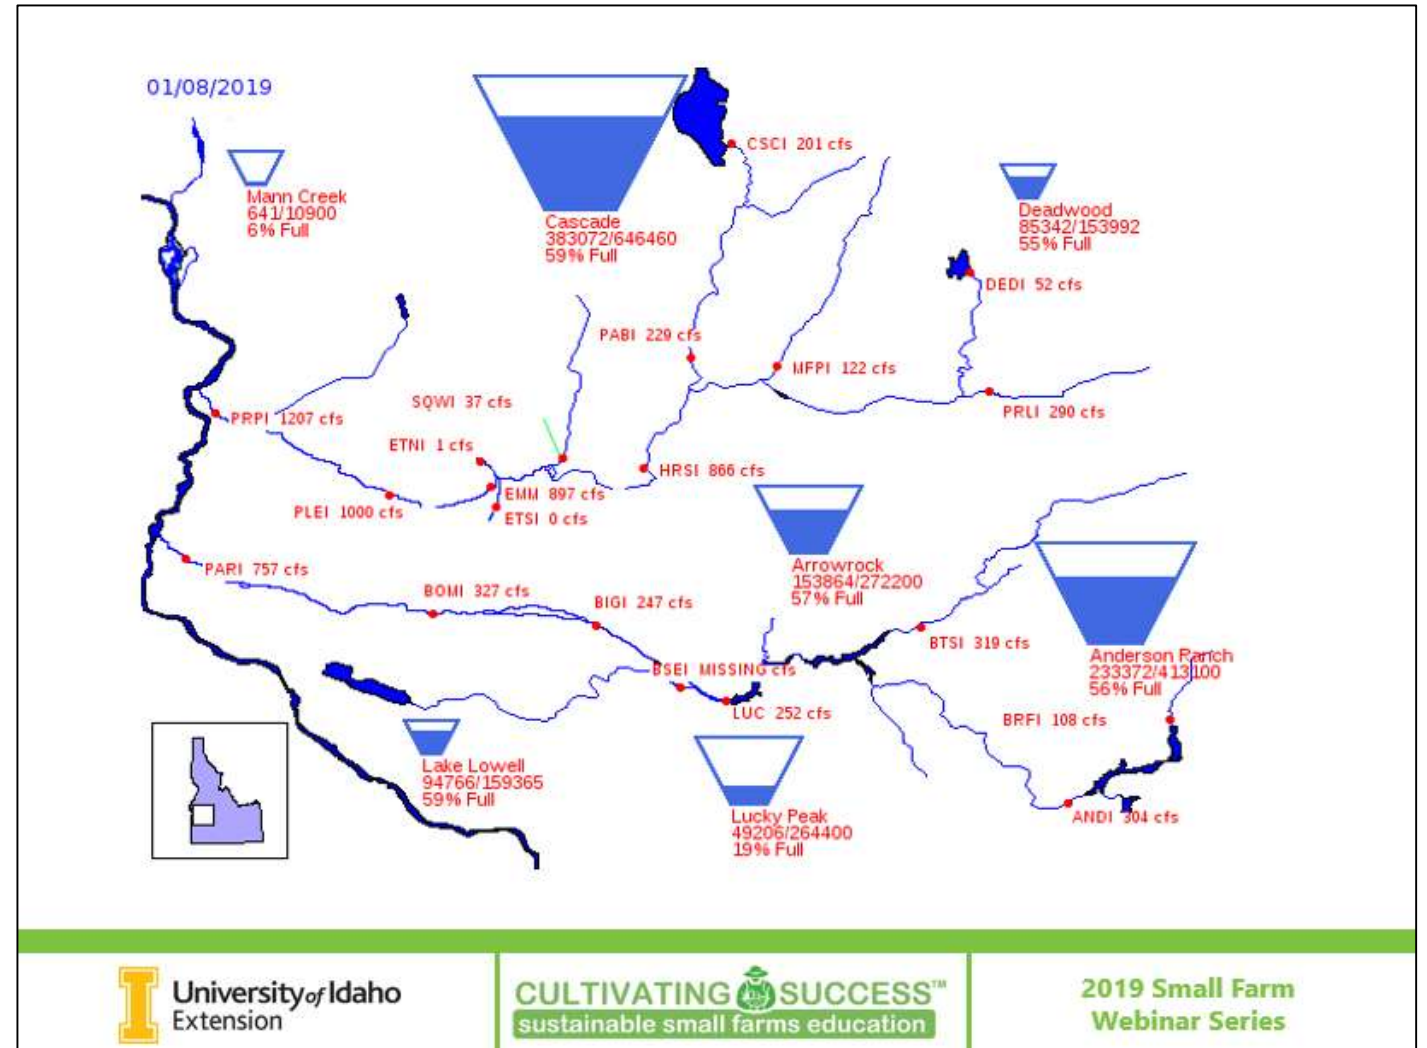 01/08/2019
Mann Creek
641/10900
6% Full
Cascade
383072/646460
59% Full
CSCI 201 cfs
Deadwood
85342/153992
55% Full
DEDI 52 cfs
PABI 229 cfs
MFPI 122 cfs
SQWI 37 cfs
PRLI 290 cfs
PRPI 1207 cfs
ETNI 1 cfs
HRSI 866 cfs
EMM 897 cfs
PLEI 1000 cfs
ETSI 0 cfs
Arrowrock
153864/272200
57% Full
PARI 757 cfs
BOMI 327 cfs
BIGI 247 cfs
BTSI 319 cfs
Anderson Ranch
233372/413100
56% Full
BSEI MISSING cfs
LUC 252 cfs
BRFI 108 cfs
Lake Lowell
94766/159365
59% Full
Lucky Peak
49206/264400
19% Full
ANDI 304 cfs
I
University of Idaho
Extension
CULTIVATING SUCCESS™
sustainable small farms education
2019 Small Farm
Webinar Series